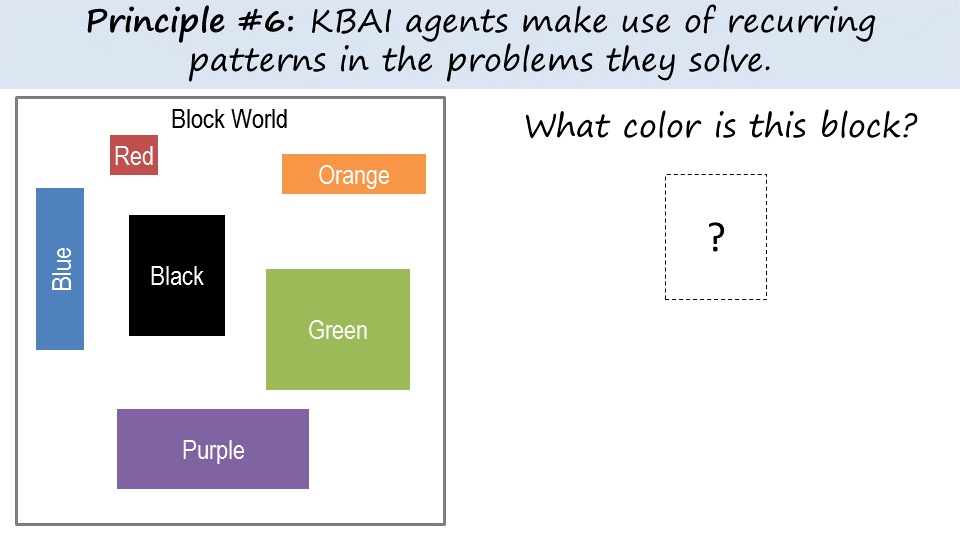 Principle #6: KBAI agents make use of recurring
patterns in the problems they solve.
Block World
Red
Orange
Blue
Black
Green
Purple
What color is this block?
?